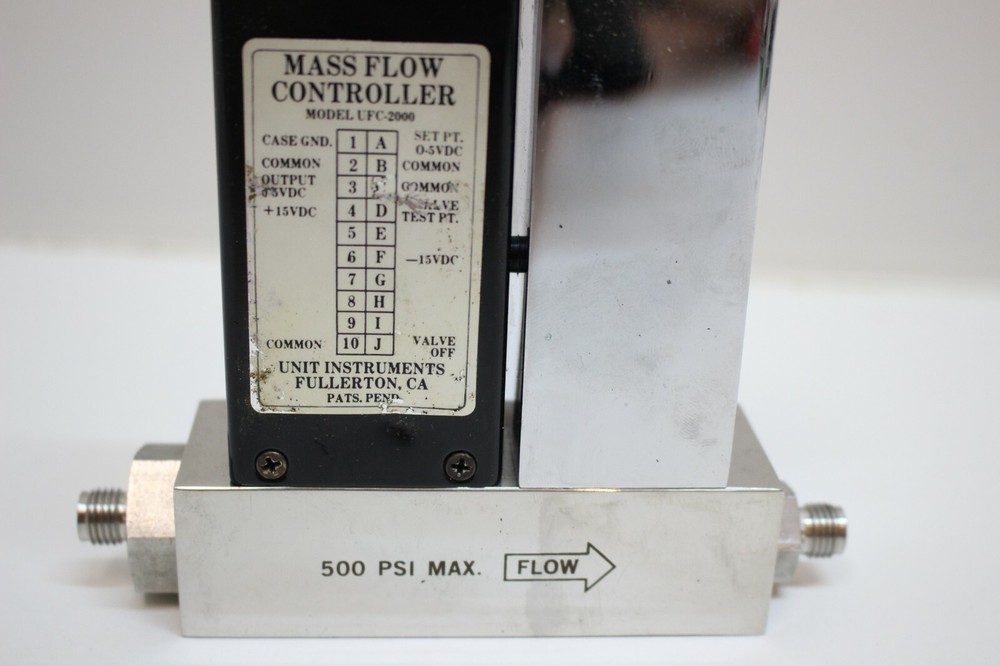 MASS FLOW
CONTROLLER
MODEL UFC-2000
CASE GND. 1 A SET PT.
0-5VDC
COMMON 2 B COMMON
OUTPUT 3 COMMON
5VDC
+15VDC 4 D
TEST PT.
5 E
6 F —15VDC
7 G
8 H
9 I
COMMON 10 J VALVE
OFF
UNIT INSTRUMENTS
FULLERTON, CA
PATS. PEND.
500 PSI MAX. FLOW